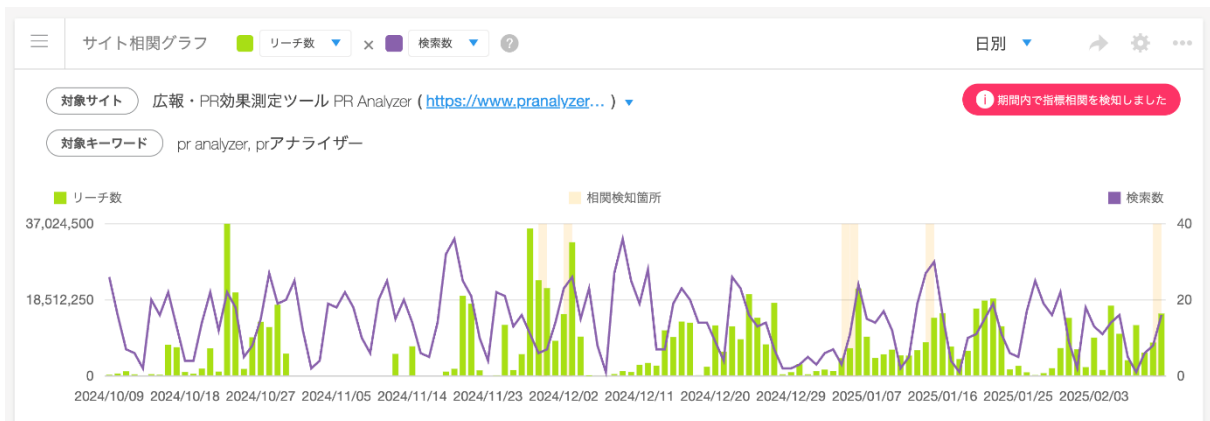 サイト相関グラフ リーチ数 × 検索数 ? 日別
対象サイト 広報・PR効果測定ツール PR Analyzer ( https://www.pranalyzer... )
i 期間内で指標相関を検知しました
対象キーワード pr analyzer, prアナライザー
リーチ数 相関検知箇所 検索数
37,024,500 40
18,512,250 20
0 0
2024/10/09 2024/10/18 2024/10/27 2024/11/05 2024/11/14 2024/11/23 2024/12/02 2024/12/11 2024/12/20 2024/12/29 2025/01/07 2025/01/16 2025/01/25 2025/02/03